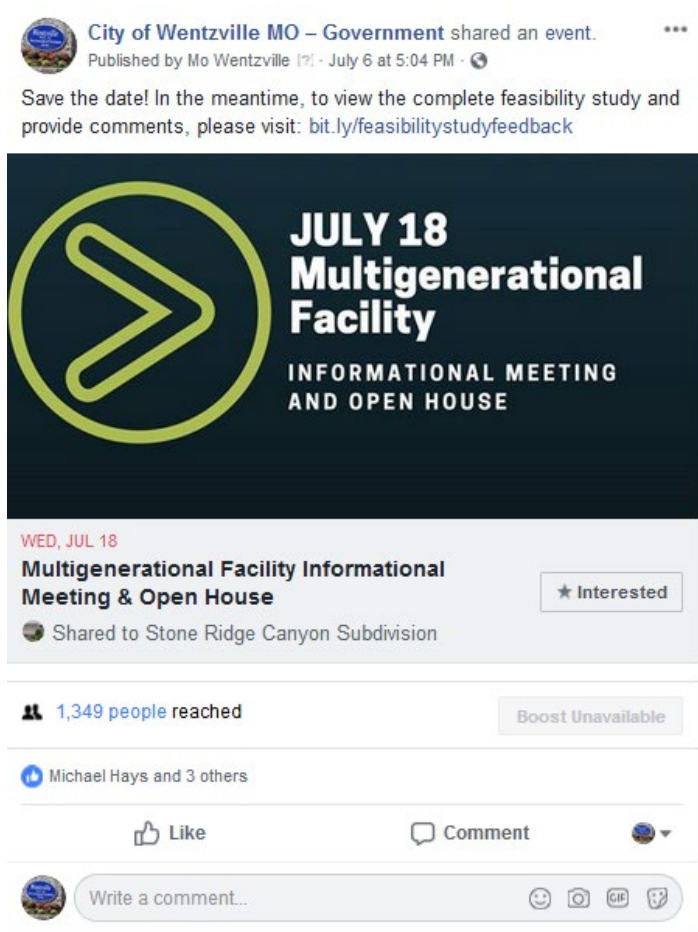 City of Wentzville MO – Government shared an event.
Published by Mo Wentzville [?] · July 6 at 5:04 PM ·
Save the date! In the meantime, to view the complete feasibility study and
provide comments, please visit: bit.ly/feasibilitystudyfeedback
JULY 18
Multigenerational
Facility
INFORMATIONAL MEETING
AND OPEN HOUSE
WED, JUL 18
Multigenerational Facility Informational
Meeting & Open House
★ Interested
Shared to Stone Ridge Canyon Subdivision
1,349 people reached
Boost Unavailable
Michael Hays and 3 others
Like
Comment
Write a comment...
GIF